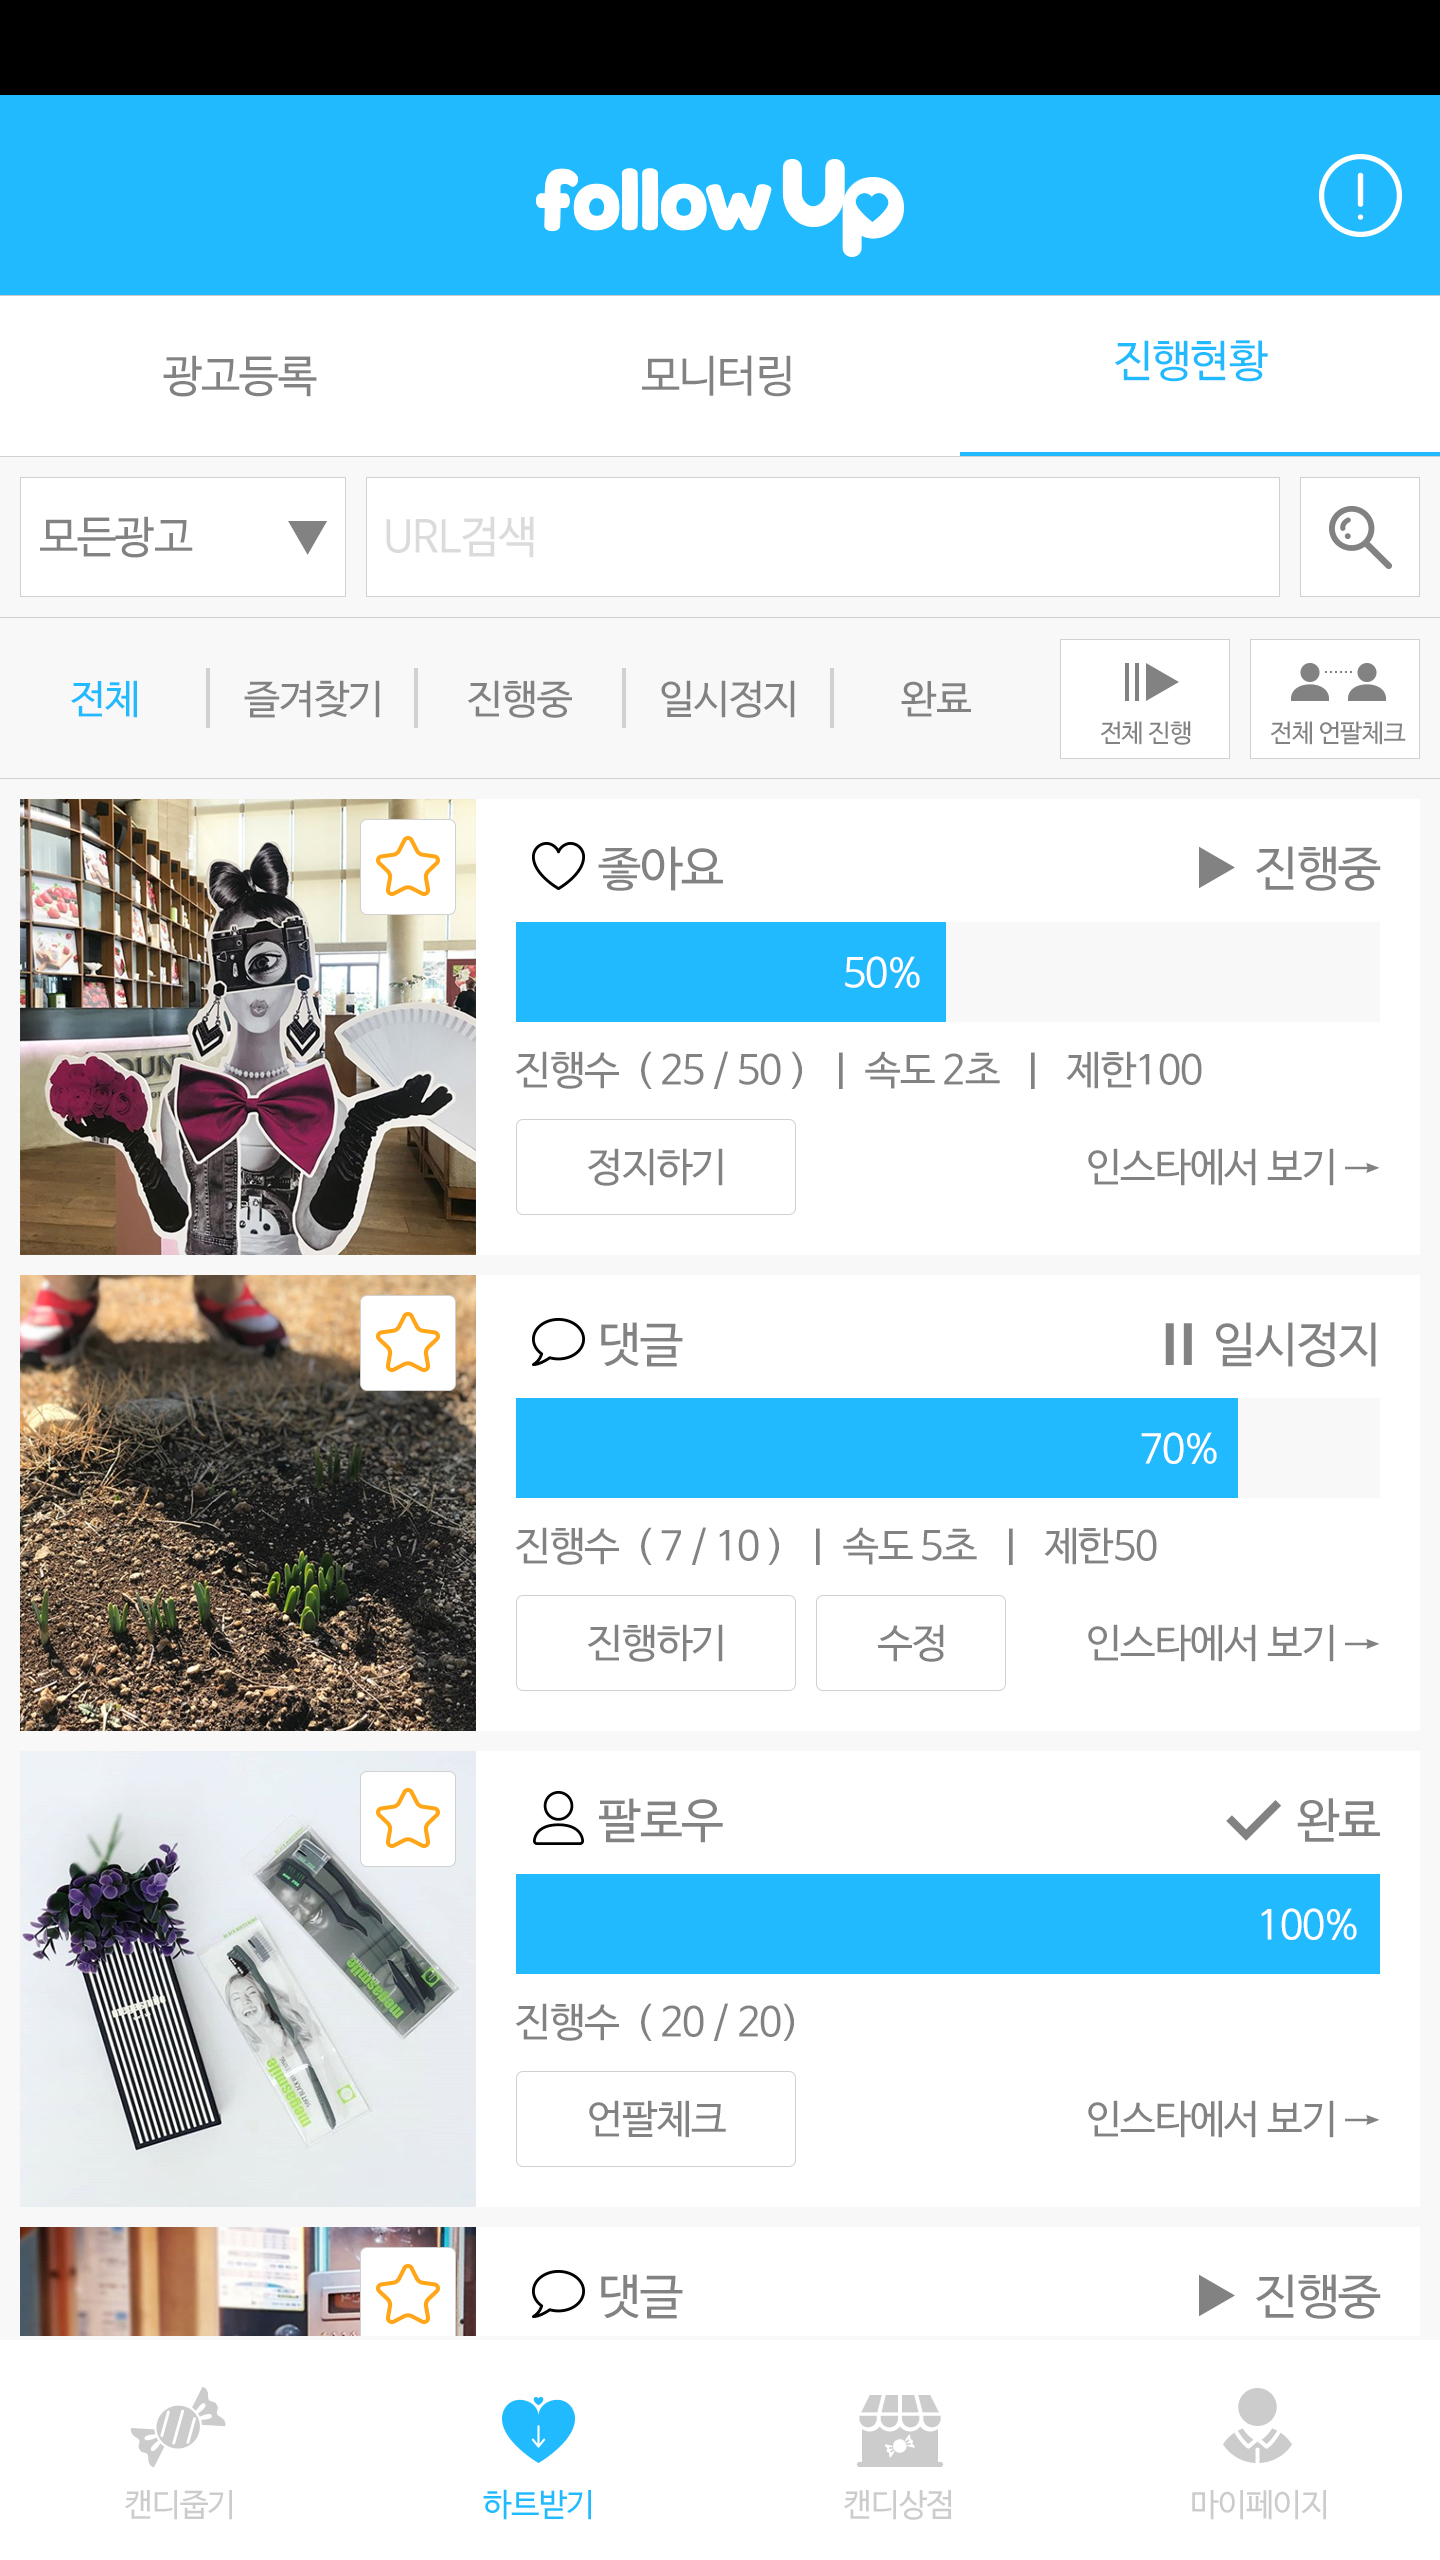 follow Up
광고등록 모니터링 진행현황
모든광고 URL검색
전체 즐겨찾기 진행중 일시정지 완료 전체 진행 전체 언팔체크
좋아요 진행중
50%
진행수 ( 25 / 50 ) | 속도 2초 | 제한100
정지하기 인스타에서 보기
댓글 일시정지
70%
진행수 ( 7 / 10 ) | 속도 5초 | 제한50
진행하기 수정 인스타에서 보기
팔로우 완료
100%
진행수 ( 20 / 20)
언팔체크 인스타에서 보기
megasmile
megasmile
댓글 진행중
캔디줍기 하트받기 캔디상점 마이페이지